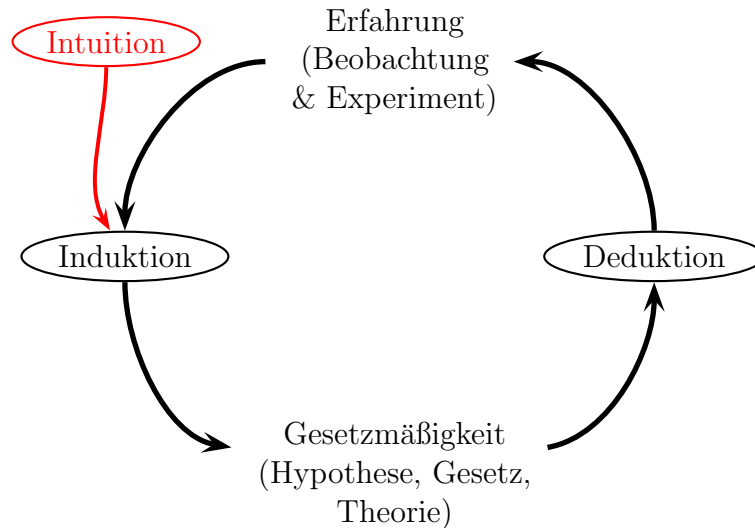 Intuition
Erfahrung
(Beobachtung
& Experiment)
Induktion
Deduktion
Gesetzmäßigkeit
(Hypothese, Gesetz,
Theorie)